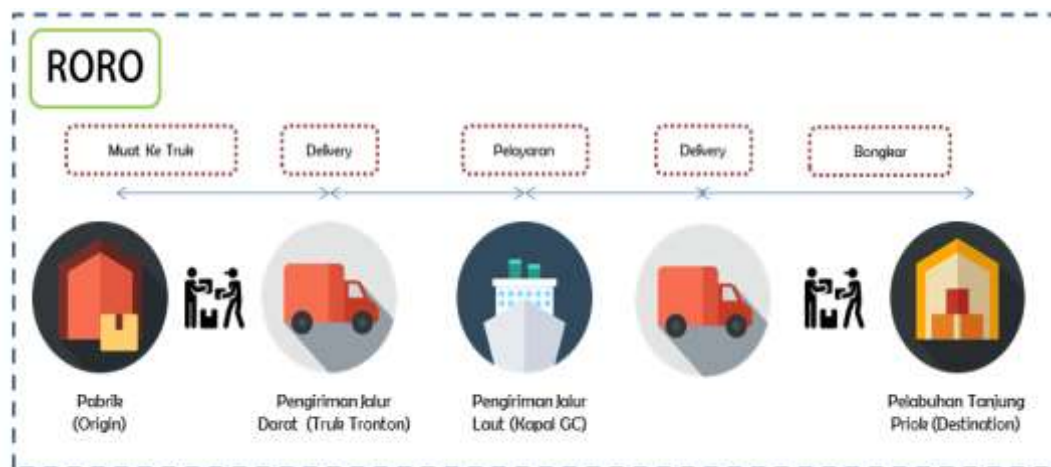 RORO
Muat Ke Truk
Delivery
Pelayaran
Delivery
Bongkar
Pabrik
(Origin)
Pengiriman Jalur
Darat (Truk Tronton)
Pengiriman Jalur
Laut (Kapal GC)
Pelabuhan Tanjung
Priok (Destination)